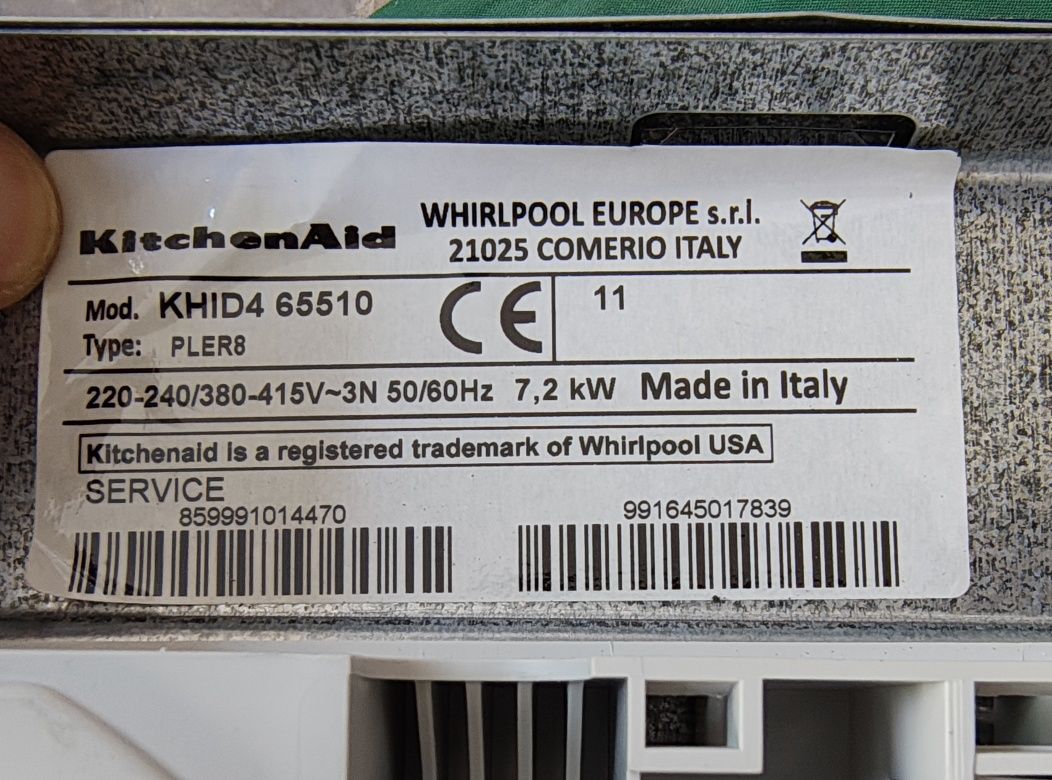 KitchenAid
WHIRLPOOL EUROPE s.r.l.
21025 COMERIO ITALY
Mod. KHID4 65510
Type: PLER8
CE
11
220-240/380-415V~3N 50/60Hz 7,2 kW Made in Italy
Kitchenaid is a registered trademark of Whirlpool USA
SERVICE
859991014470
991645017839